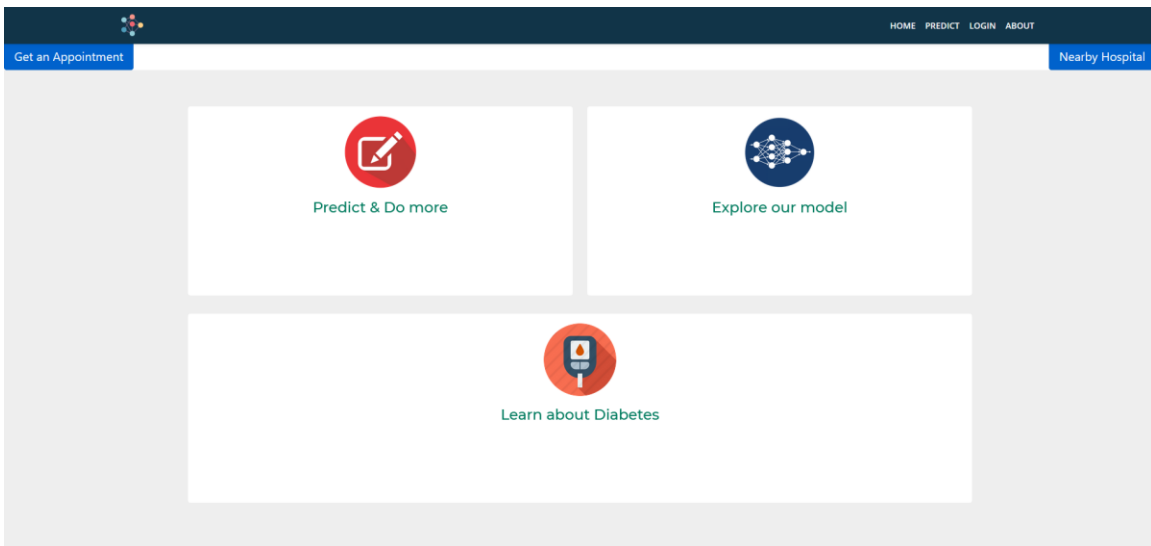 HOME PREDICT LOGIN ABOUT
Get an Appointment
Nearby Hospital
Predict & Do more
Explore our model
Learn about Diabetes